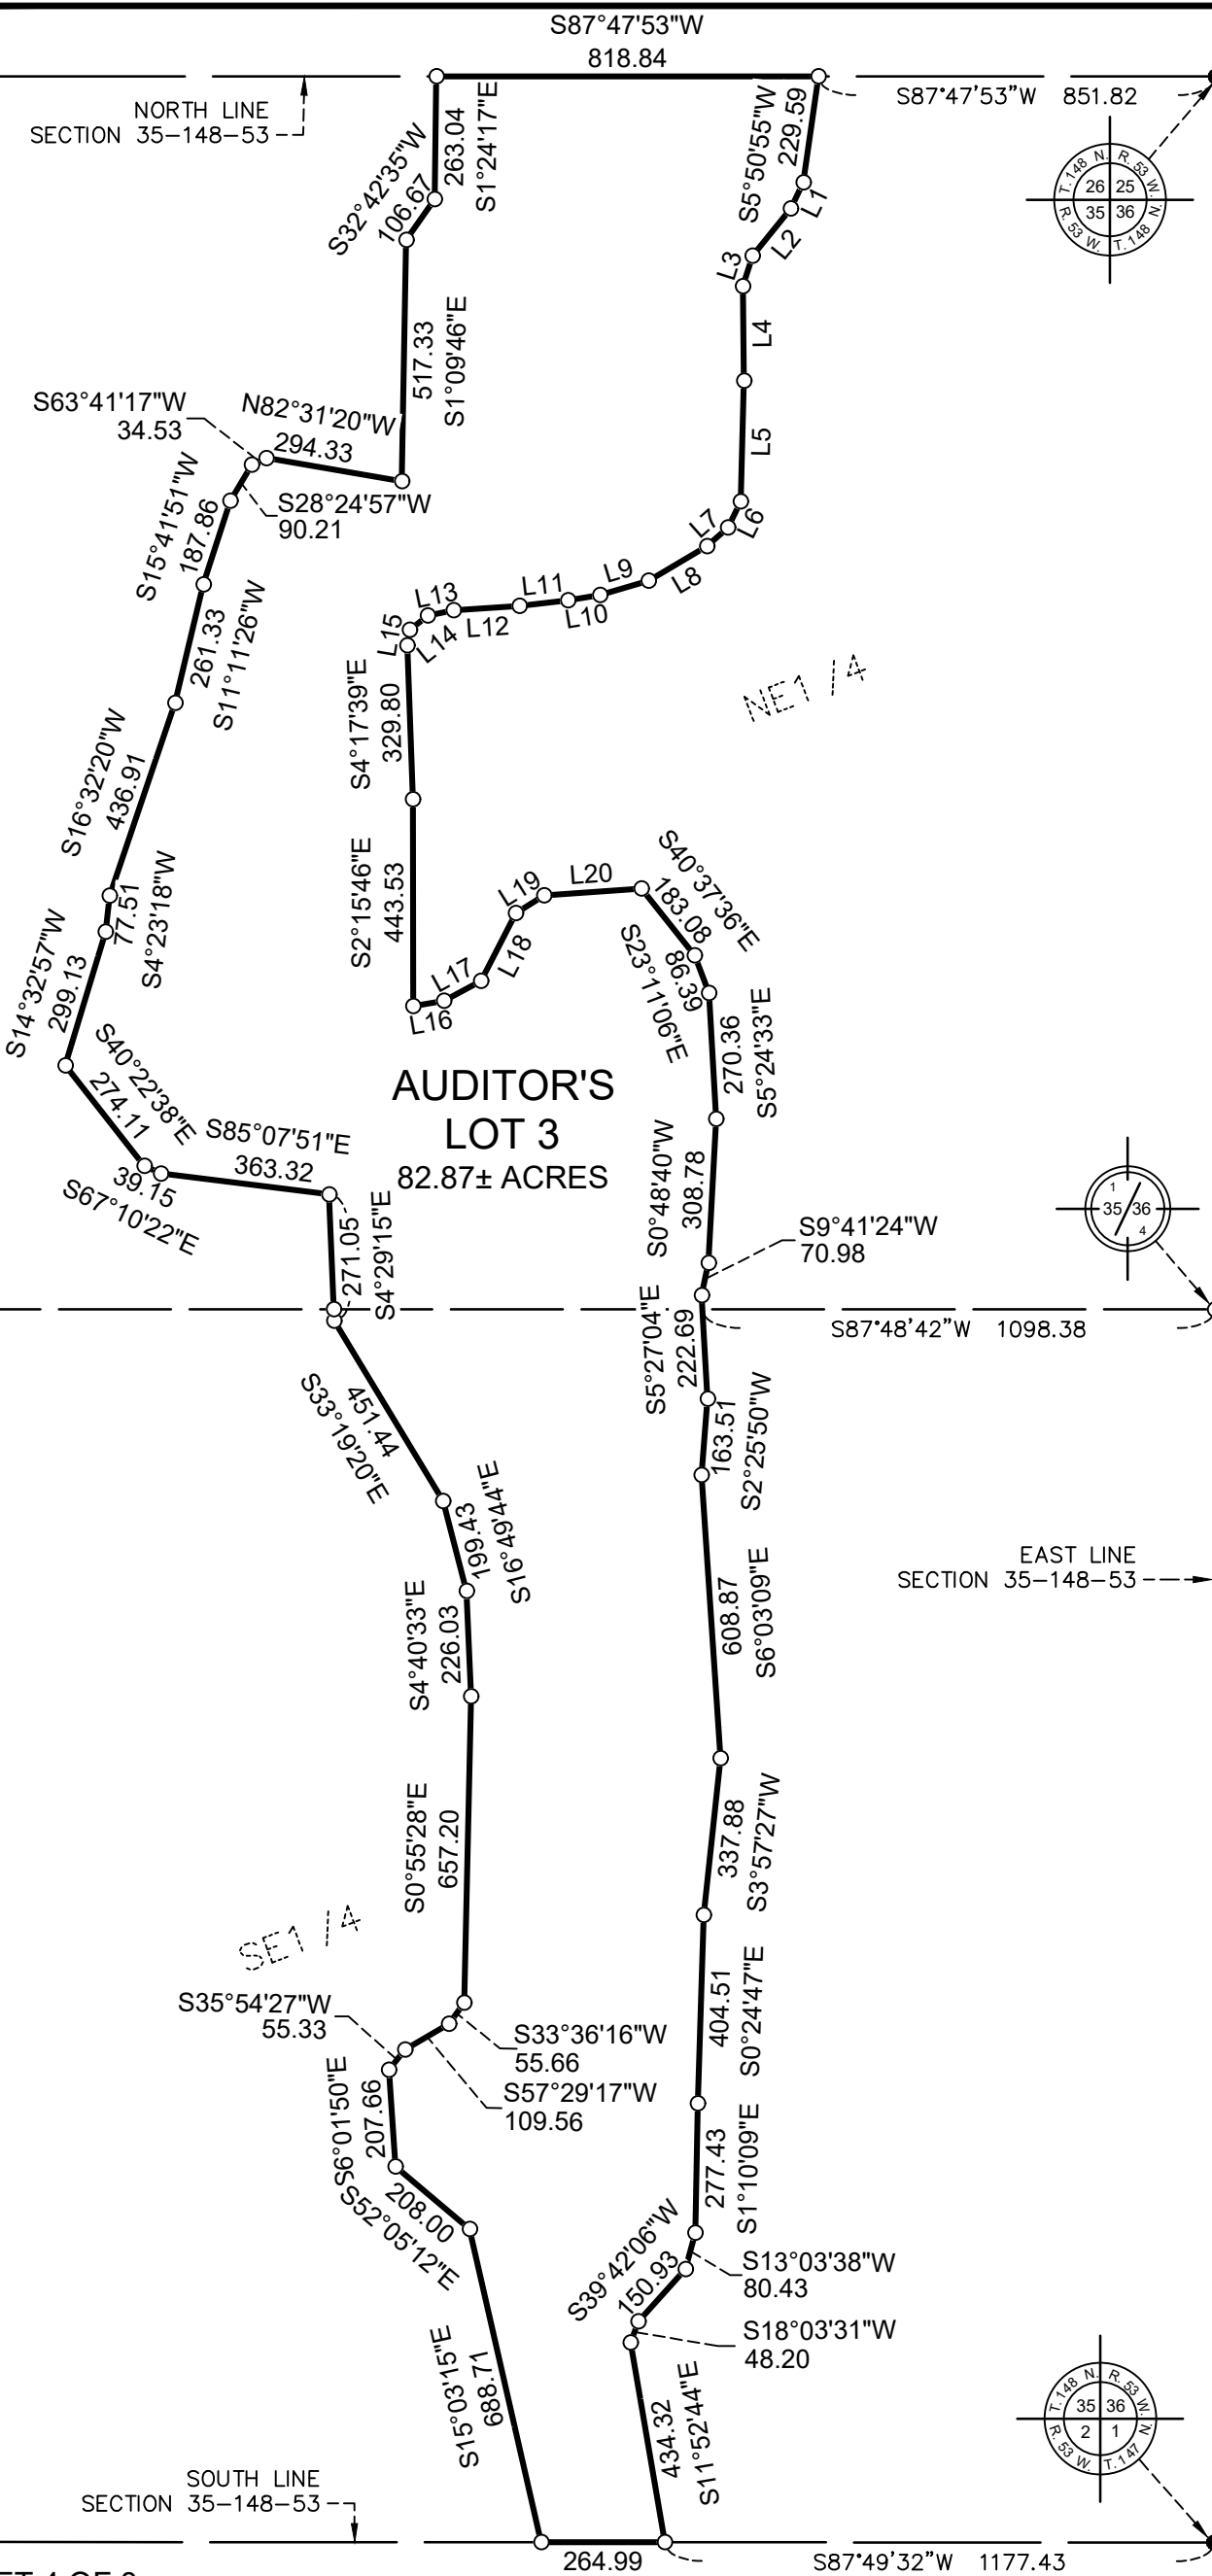 S87°47'53"W
818.84
S87°47'53"W 851.82
NORTH LINE
SECTION 35-148-53
S5°50'55"W
229.59
263.04
S1°24'17"E
S32°42'35"W
106.67
L1
L2
L3
L4
L5
L6
L7
L8
L9
L10
L11
L12
L13
L14
L15
T. 148 N. R. 53 W.
26 25
35 36
R. 53 W. T. 148 N.
517.33
S1°09'46"E
S63°41'17"W
34.53
N82°31'20"W
294.33
S28°24'57"W
90.21
S15°41'51"W
187.86
261.33
S11°11'26"W
S4°17'39"E
329.80
NE1/4
S16°32'20"W
436.91
77.51
S4°23'18"W
S2°15'46"E
443.53
L16
L17
L18
L19
L20
S40°37'36"E
183.08
86.39
S23°11'06"E
S14°32'57"W
299.13
S40°22'38"E
274.11
39.15
S67°10'22"E
S85°07'51"E
363.32
270.36
S5°24'33"E
AUDITOR'S
LOT 3
82.87± ACRES
S0°48'40"W
308.78
271.05
S4°29'15"E
S9°41'24"W
70.98
1
35 36
4
S87°48'42"W 1098.38
S5°27'04"E
222.69
163.51
S2°25'50"W
451.44
S33°19'20"E
199.43
S16°49'44"E
EAST LINE
SECTION 35-148-53
S4°40'33"E
226.03
608.87
S6°03'09"E
S0°55'28"E
657.20
337.88
S3°57'27"W
SE1/4
404.51
S0°24'47"E
S35°54'27"W
55.33
S33°36'16"W
55.66
S57°29'17"W
109.56
S6°01'50"E
207.66
208.00
S52°05'12"E
277.43
S1°10'09"E
S39°42'06"W
150.93
S13°03'38"W
80.43
S18°03'31"W
48.20
S15°03'15"E
688.71
434.32
S11°52'44"E
T. 148 N. R. 53 W.
35 36
2 1
R. 53 W. T. 147 N.
SOUTH LINE
SECTION 35-148-53
264.99
S87°49'32"W 1177.43